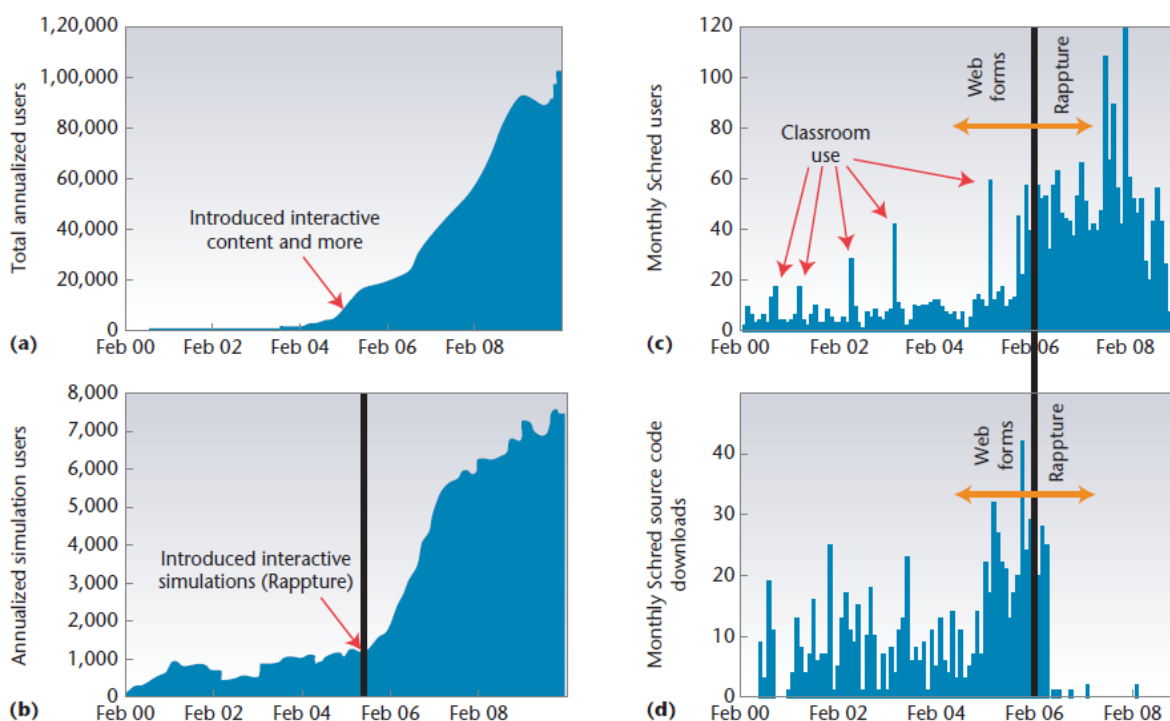 Total annualized users
1,20,000
1,00,000
80,000
60,000
40,000
20,000
0
Introduced interactive
content and more
(a)
Feb 00 Feb 02 Feb 04 Feb 06 Feb 08
Annualized simulation users
8,000
7,000
6,000
5,000
4,000
3,000
2,000
1,000
0
Introduced interactive
simulations (Rappture)
(b)
Feb 00 Feb 02 Feb 04 Feb 06 Feb 08
Monthly Schred users
120
100
80
60
40
20
0
Web
forms
Rappture
Classroom
use
(c)
Feb 00 Feb 02 Feb 04 Feb 06 Feb 08
Monthly Schred source code
downloads
40
30
20
10
0
Web
forms
Rappture
(d)
Feb 00 Feb 02 Feb 04 Feb 06 Feb 08